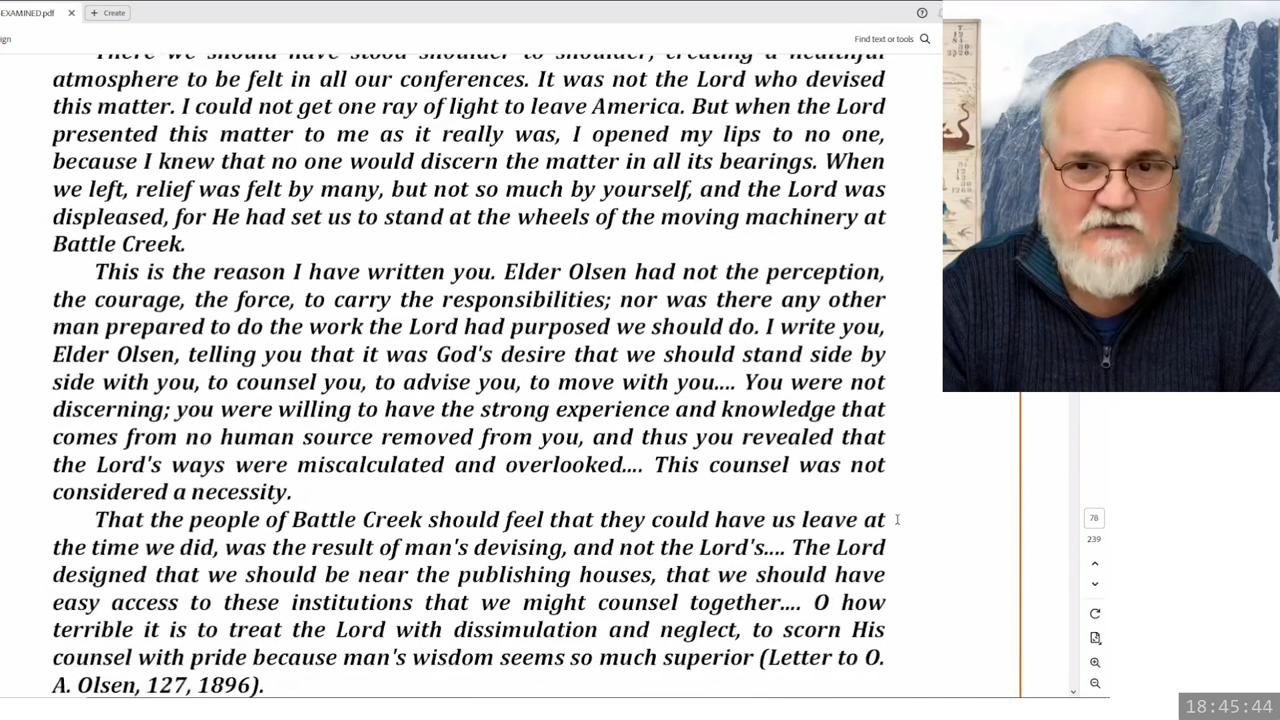 EXAMINED.pdf
Create
ign
Find text or tools
There we should have stood shoulder to shoulder, creating a healthful
atmosphere to be felt in all our conferences. It was not the Lord who devised
this matter. I could not get one ray of light to leave America. But when the Lord
presented this matter to me as it really was, I opened my lips to no one,
because I knew that no one would discern the matter in all its bearings. When
we left, relief was felt by many, but not so much by yourself, and the Lord was
displeased, for He had set us to stand at the wheels of the moving machinery at
Battle Creek.
This is the reason I have written you. Elder Olsen had not the perception,
the courage, the force, to carry the responsibilities; nor was there any other
man prepared to do the work the Lord had purposed we should do. I write you,
Elder Olsen, telling you that it was God's desire that we should stand side by
side with you, to counsel you, to advise you, to move with you.... You were not
discerning; you were willing to have the strong experience and knowledge that
comes from no human source removed from you, and thus you revealed that
the Lord's ways were miscalculated and overlooked.... This counsel was not
considered a necessity.
That the people of Battle Creek should feel that they could have us leave at
the time we did, was the result of man's devising, and not the Lord's.... The Lord
designed that we should be near the publishing houses, that we should have
easy access to these institutions that we might counsel together.... O how
terrible it is to treat the Lord with dissimulation and neglect, to scorn His
counsel with pride because man's wisdom seems so much superior (Letter to O.
A. Olsen, 127, 1896).
78
239
18:45:44